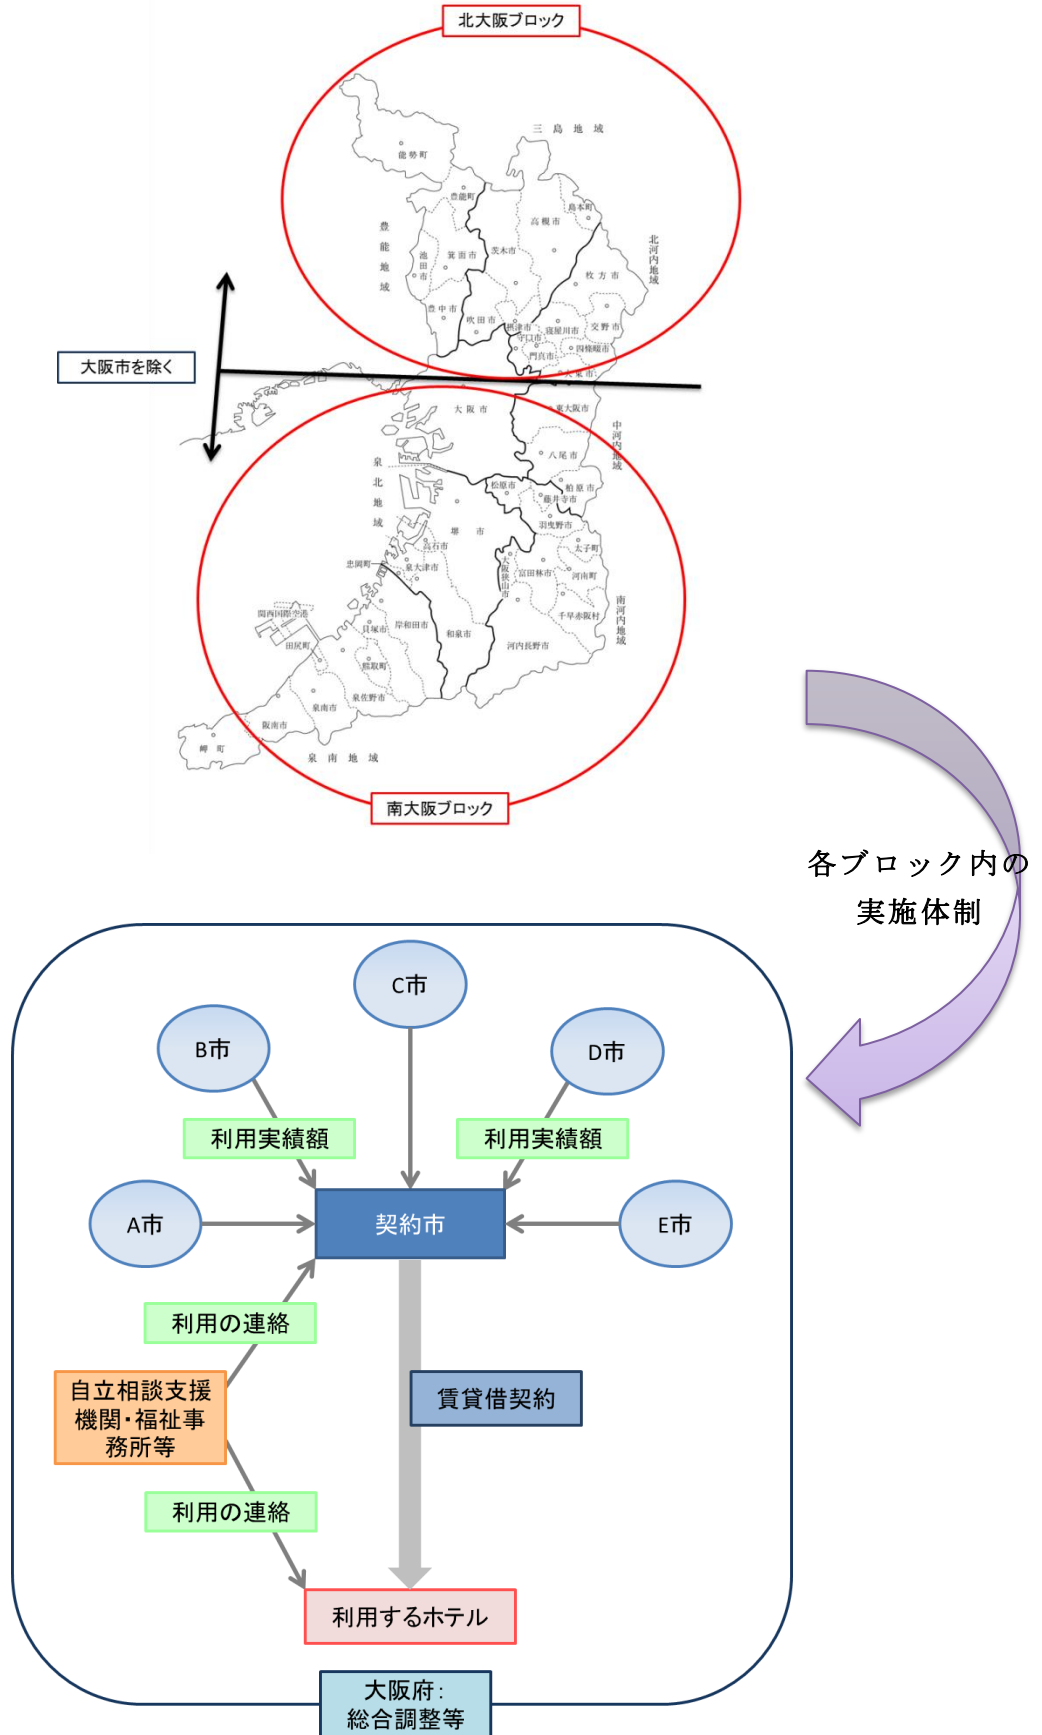 北大阪ブロック
三島地域
能勢町
豊能町
島本町
高槻市
豊能地域
茨木市
北河内地域
池田市
箕面市
枚方市
豊中市
吹田市
摂津市
寝屋川市
交野市
守口市
門真市
四條畷市
大東市
大阪市を除く
大阪市
東大阪市
中河内地域
八尾市
泉北地域
松原市
柏原市
藤井寺市
羽曳野市
堺市
高石市
太子町
忠岡町
泉大津市
大阪狭山市
富田林市
河南町
南河内地域
関西国際空港
千早赤阪村
貝塚市
岸和田市
和泉市
田尻町
河内長野市
熊取町
泉佐野市
泉南市
阪南市
岬町
泉南地域
南大阪ブロック
各ブロック内の
実施体制
C市
B市
D市
利用実績額
利用実績額
A市
契約市
E市
利用の連絡
自立相談支援
機関・福祉事
務所等
賃貸借契約
利用の連絡
利用するホテル
大阪府：
総合調整等